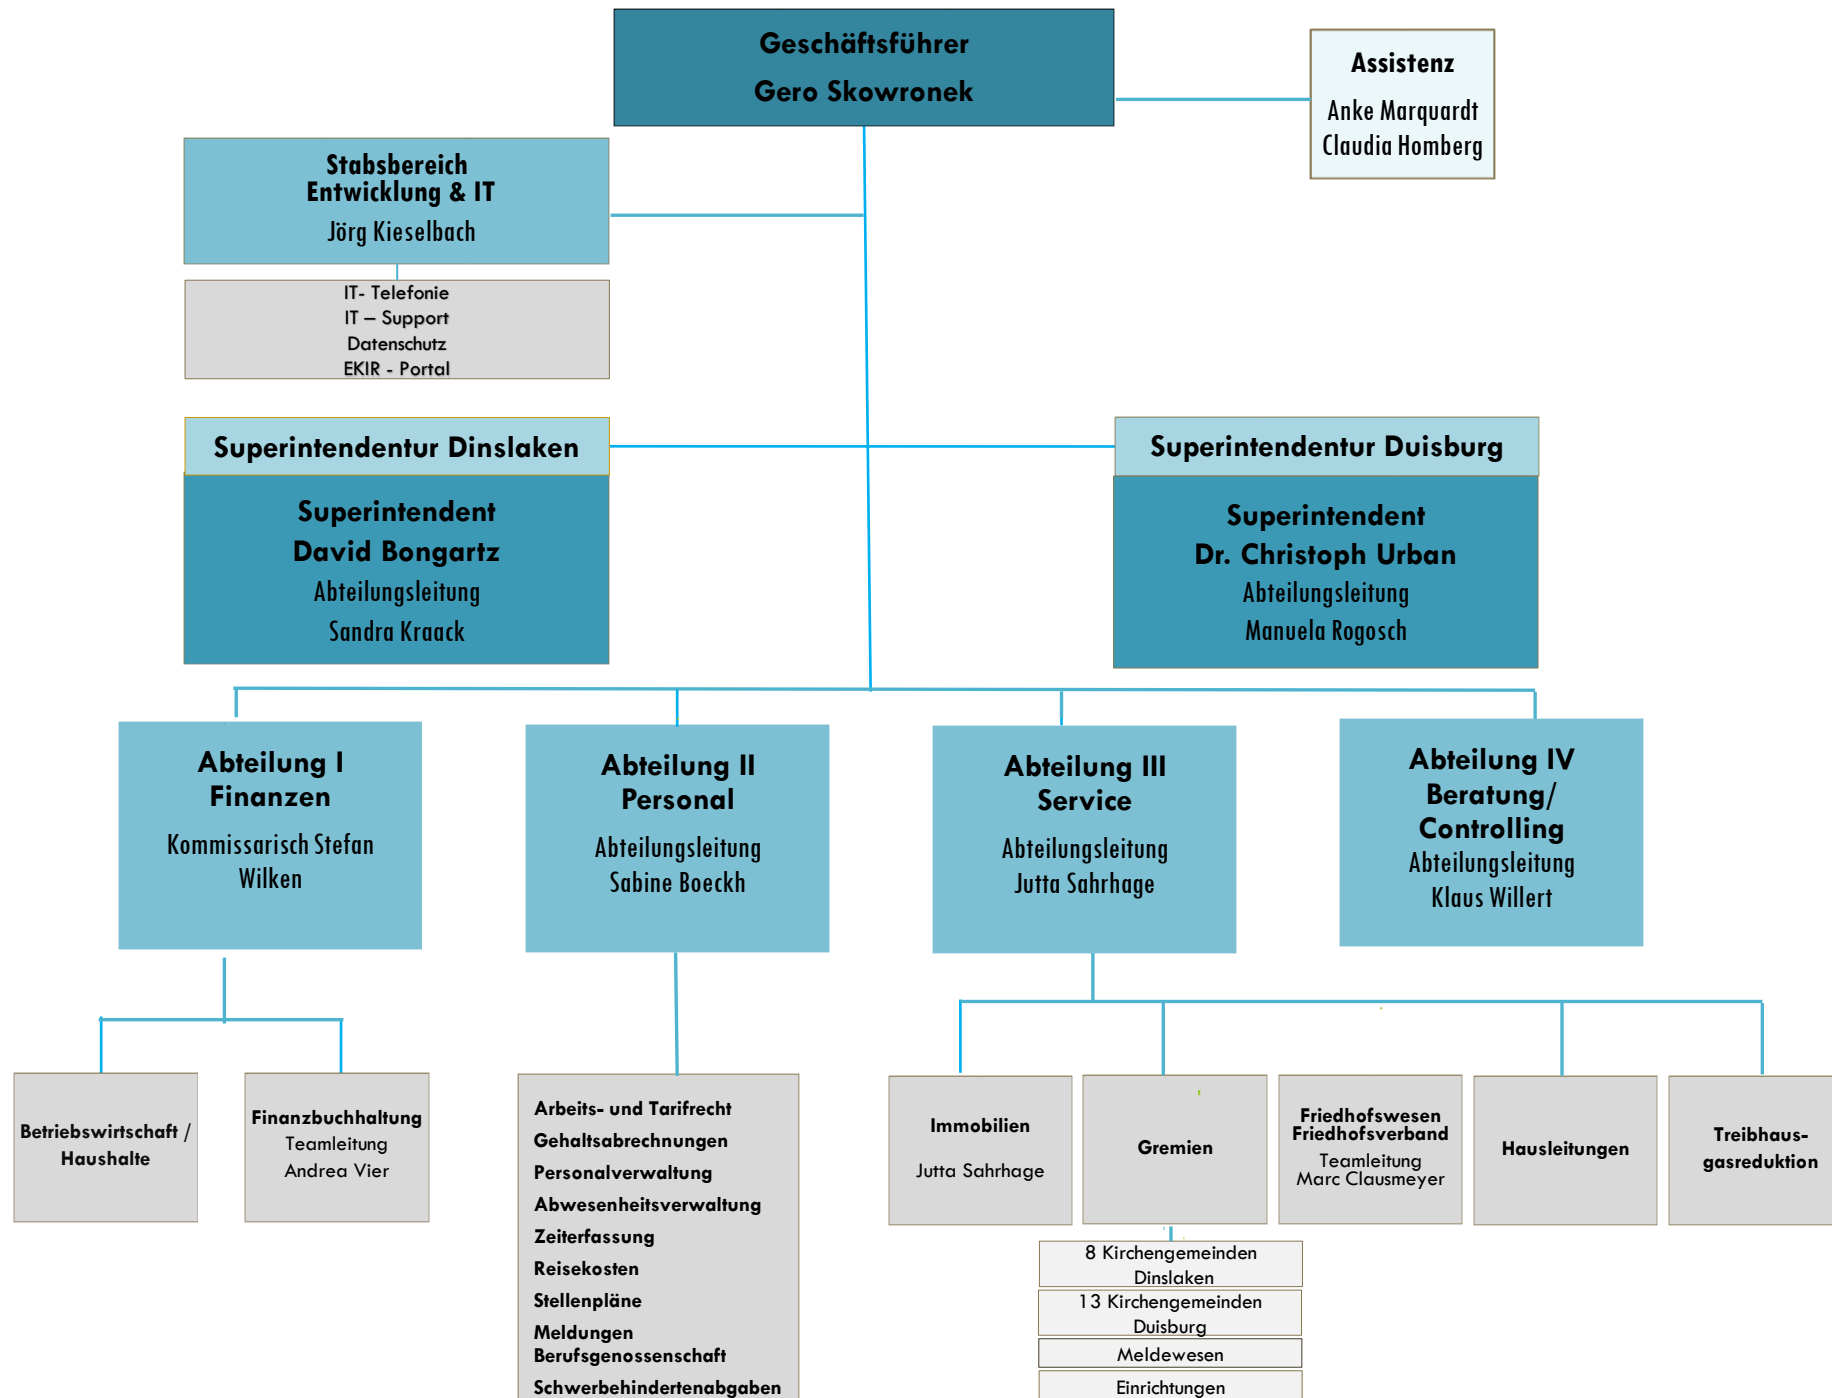 Geschäftsführer
Gero Skowronek
Assistenz
Anke Marquardt
Claudia Homberg
Stabsbereich
Entwicklung & IT
Jörg Kieselbach
IT- Telefonie
IT – Support
Datenschutz
EKIR - Portal
Superintendentur Dinslaken
Superintendent
David Bongartz
Abteilungsleitung
Sandra Kraack
Superintendentur Duisburg
Superintendent
Dr. Christoph Urban
Abteilungsleitung
Manuela Rogosch
Abteilung I
Finanzen
Kommissarisch Stefan
Wilken
Abteilung II
Personal
Abteilungsleitung
Sabine Boeckh
Abteilung III
Service
Abteilungsleitung
Jutta Sahrhage
Abteilung IV
Beratung/
Controlling
Abteilungsleitung
Klaus Willert
Betriebswirtschaft /
Haushalte
Finanzbuchhaltung
Teamleitung
Andrea Vier
Arbeits- und Tarifrecht
Gehaltsabrechnungen
Personalverwaltung
Abwesenheitsverwaltung
Zeiterfassung
Reisekosten
Stellenpläne
Meldungen
Berufsgenossenschaft
Schwerbehindertenabgaben
Immobilien
Jutta Sahrhage
Gremien
Friedhofswesen
Friedhofsverband
Teamleitung
Marc Clausmeyer
Hausleitungen
Treibhaus-
gasreduktion
8 Kirchengemeinden
Dinslaken
13 Kirchengemeinden
Duisburg
Meldewesen
Einrichtungen